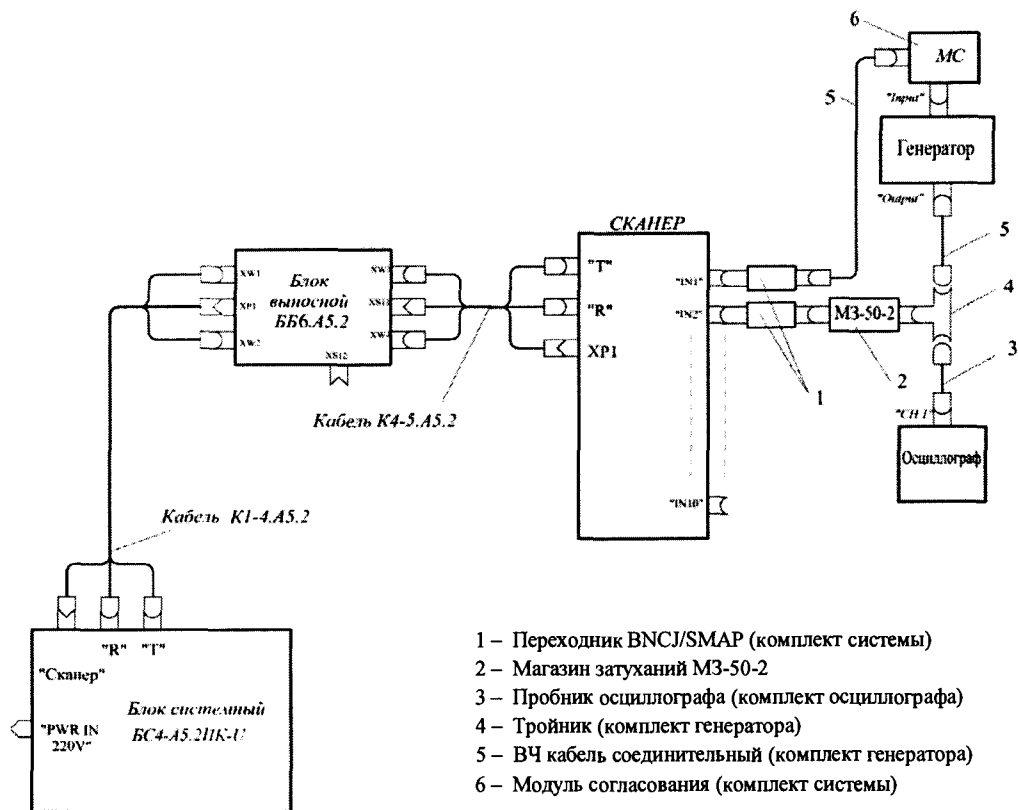 6
МС
"Input"
5
Генератор
"Output"
СКАНЕР
5
"T"
"IN1"
4
XW1
Блок
выносной
ББ6.А5.2
XW3
XP1
"R"
"IN2"
МЗ-50-2
XW2
XW4
XS12
XP1
1
2
3
Кабель К4-5.А5.2
"CH 1"
Осциллограф
"IN10"
Кабель К1-4.А5.2
"R"
"T"
"Сканер"
"PWR IN
220V"
Блок системный
1 – Переходник BNCJ/SMAP (комплект системы)
2 – Магазин затуханий МЗ-50-2
3 – Пробник осциллографа (комплект осциллографа)
4 – Тройник (комплект генератора)
5 – ВЧ кабель соединительный (комплект генератора)
6 – Модуль согласования (комплект системы)